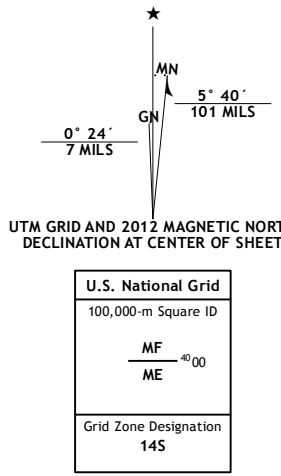 ★
MN
5° 40´
101 MILS
GN
0° 24´
7 MILS
UTM GRID AND 2012 MAGNETIC NORT
DECLINATION AT CENTER OF SHEET
U.S. National Grid
100,000-m Square ID
MF
4000
ME
Grid Zone Designation
14S